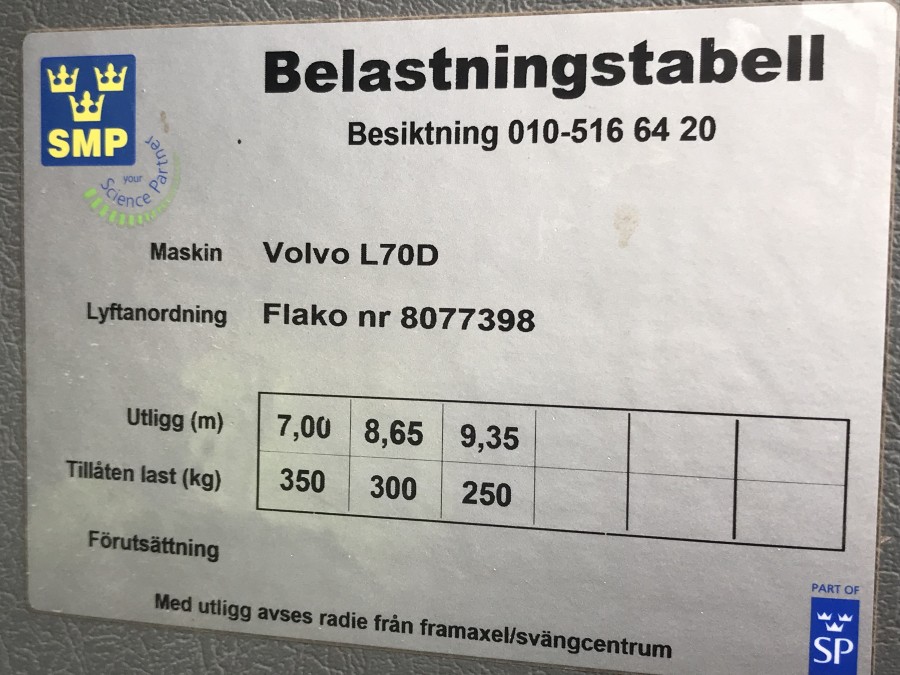 Belastningstabell
Besiktning 010-516 64 20
SMP
your
Science Partner
Maskin Volvo L70D
Lyftanordning Flako nr 8077398
Utligg (m) 7,00 8,65 9,35
Tillåten last (kg) 350 300 250
Förutsättning
Med utligg avses radie från framaxel/svängcentrum
PART OF
SP